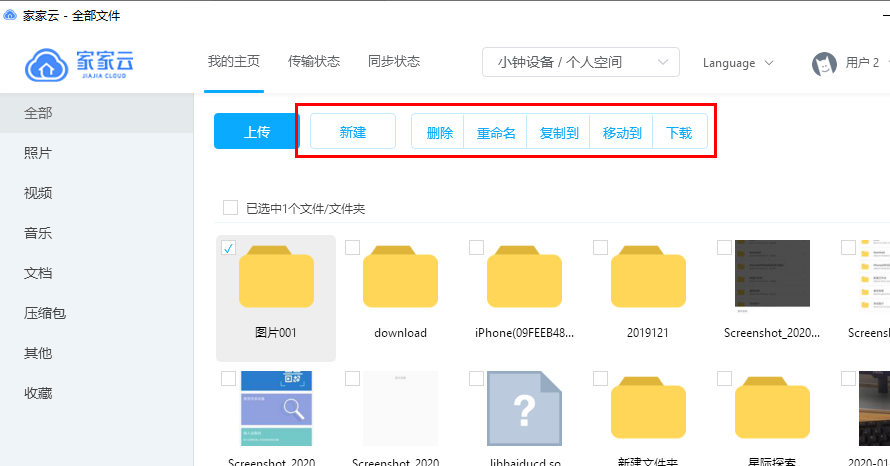 家家云 - 全部文件
家家云
JIAJIA CLOUD
我的主页 传输状态 同步状态 小钟设备 / 个人空间 Language 用户 2
全部
照片
视频
音乐
文档
压缩包
其他
收藏
上传 新建 删除 重命名 复制到 移动到 下载
已选中1个文件/文件夹
图片001 download iPhone(09FEEB48... 2019121 Screenshot_2020... Screens
Screenshot_2020 Screenshot_2020 libbaiducd.so 新建文件夹 星际探索 2020-01